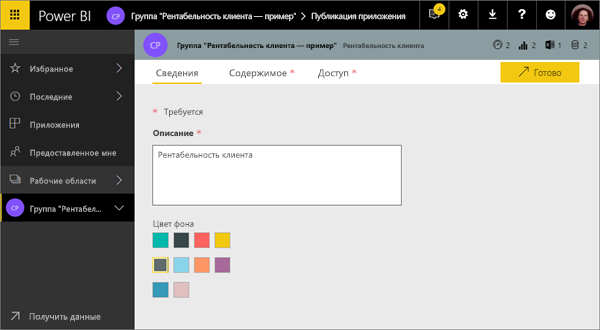 Power BI
CP
Группа "Рентабельность клиента — пример" > Публикация приложения
4
?
CP
Группа "Рентабельность клиента — пример" Рентабельность клиента
2
2
1
2
Избранное
Последние
Приложения
Предоставленное мне
Рабочие области
CP
Группа "Рентабел...
Получить данные
Сведения
Содержимое *
Доступ *
Готово
* Требуется
Описание *
Рентабельность клиента
Цвет фона